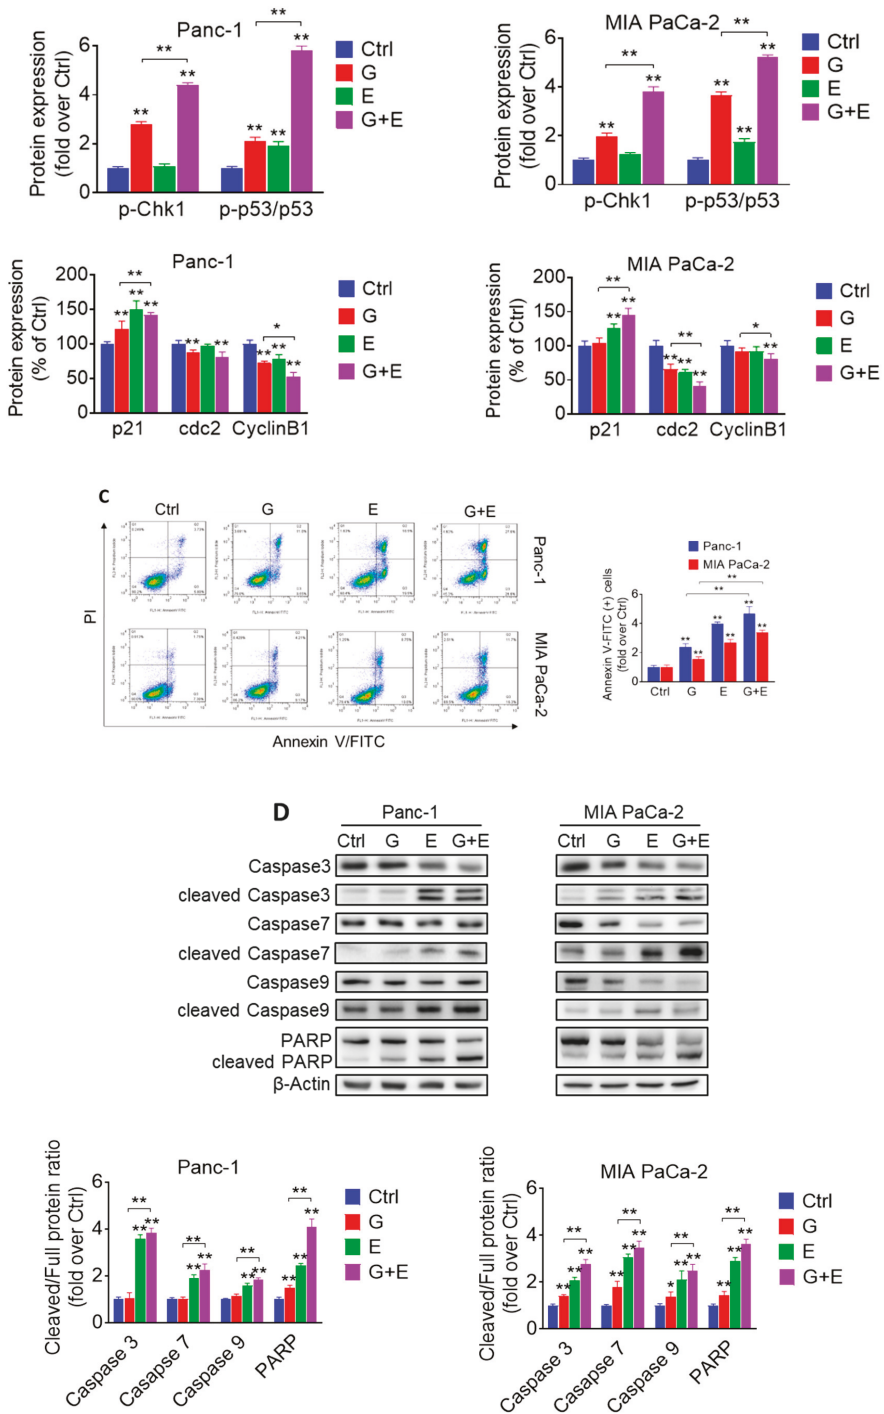 Panc-1
Protein expression
(fold over Ctrl)
6
4
2
0
**
**
**
**
**
**
**
p-Chk1
p-p53/p53
Ctrl
G
E
G+E
MIA PaCa-2
Protein expression
(fold over Ctrl)
6
4
2
0
**
**
**
**
**
**
**
p-Chk1
p-p53/p53
Ctrl
G
E
G+E
Panc-1
Protein expression
(% of Ctrl)
200
150
100
50
0
**
**
**
**
**
**
*
**
**
**
p21
cdc2
CyclinB1
Ctrl
G
E
G+E
MIA PaCa-2
Protein expression
(% of Ctrl)
200
150
100
50
0
**
**
**
**
**
**
**
*
**
p21
cdc2
CyclinB1
Ctrl
G
E
G+E
C
Ctrl G E G+E
Panc-1
MIA PaCa-2
PI
Annexin V/FITC
Panc-1
MIA PaCa-2
Annexin V-FITC (+) cells
(fold over Ctrl)
6
4
2
0
**
**
**
**
**
**
**
**
Ctrl G E G+E
D
Panc-1 MIA PaCa-2
Ctrl G E G+E Ctrl G E G+E
Caspase3
cleaved Caspase3
Caspase7
cleaved Caspase7
Caspase9
cleaved Caspase9
PARP
cleaved PARP
β-Actin
Panc-1
Cleaved/Full protein ratio
(fold over Ctrl)
6
4
2
0
**
**
**
**
**
**
**
**
**
**
**
**
**
Caspase 3
Casapse 7
Caspase 9
PARP
Ctrl
G
E
G+E
MIA PaCa-2
Cleaved/Full protein ratio
(fold over Ctrl)
6
4
2
0
**
**
**
**
**
**
**
**
**
*
**
**
**
**
**
**
Caspase 3
Caspase 7
Caspase 9
PARP
Ctrl
G
E
G+E